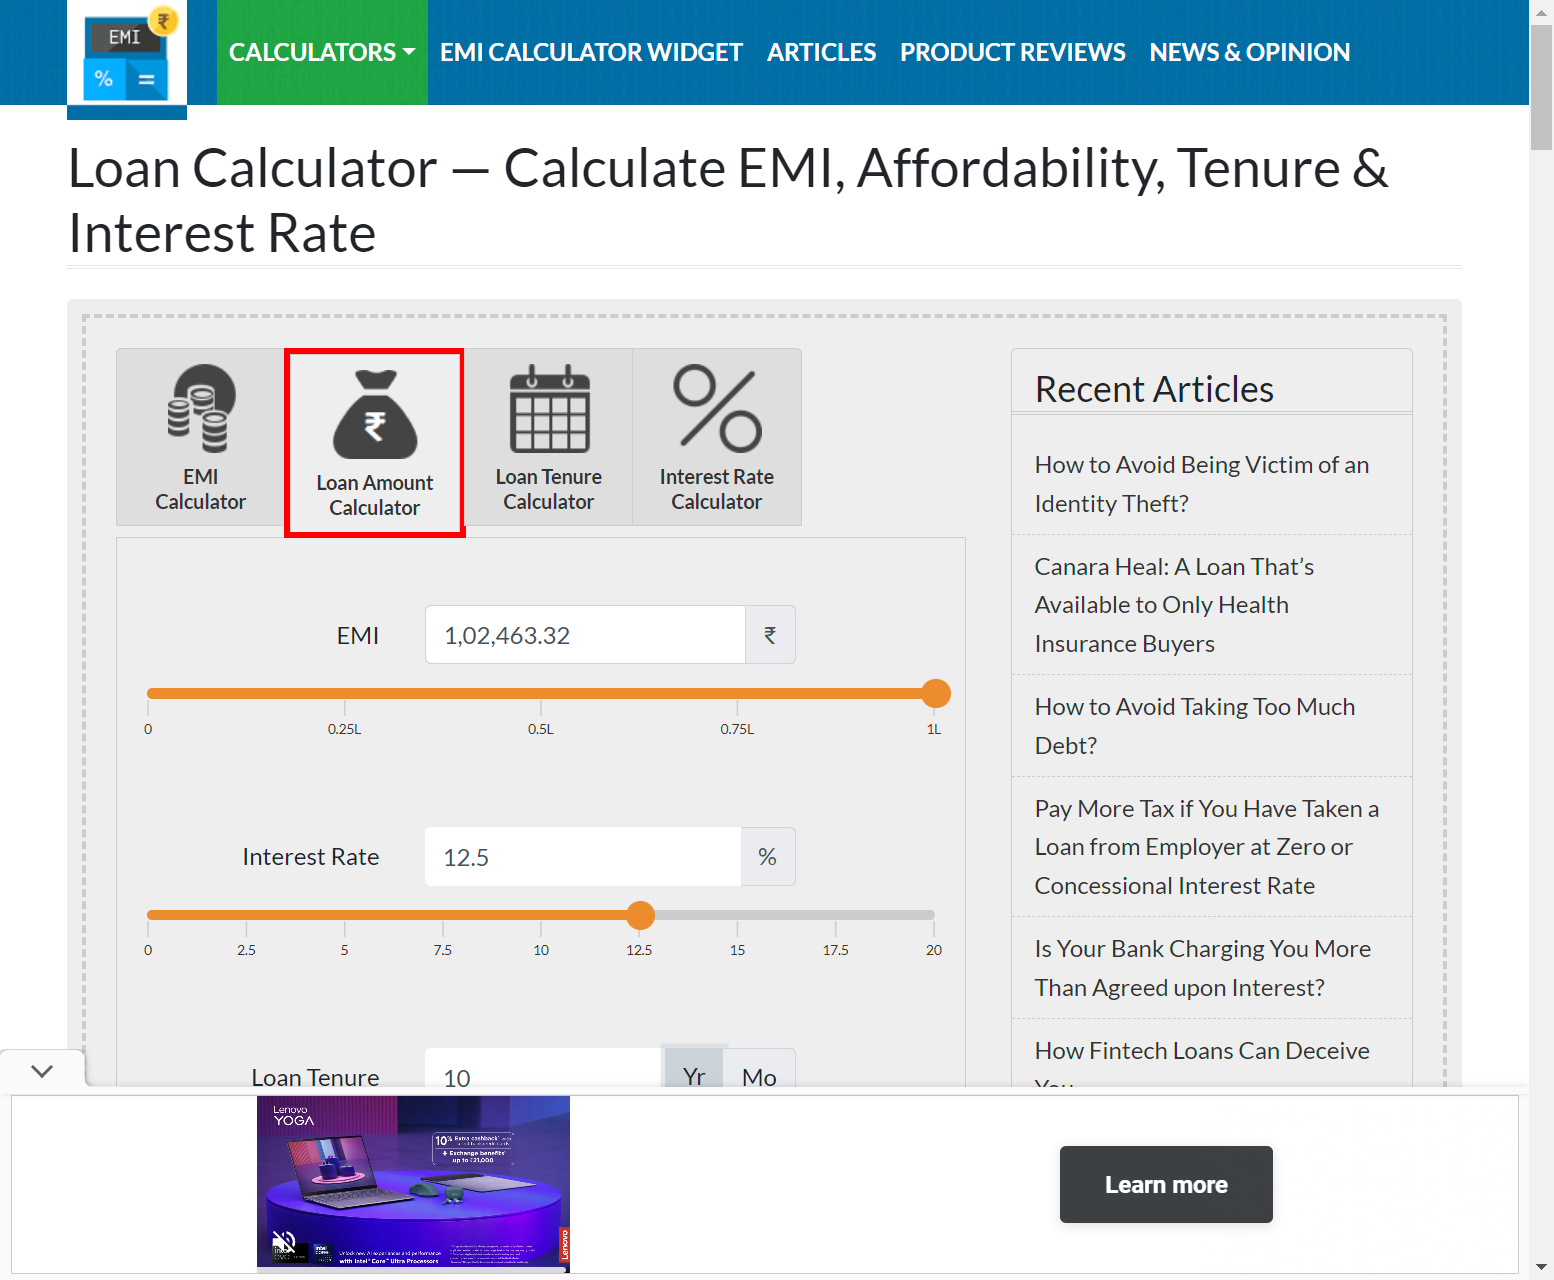 EMI
₹
%
=
CALCULATORS
EMI CALCULATOR WIDGET
ARTICLES
PRODUCT REVIEWS
NEWS & OPINION
Loan Calculator — Calculate EMI, Affordability, Tenure &
Interest Rate
EMI
Calculator
₹
Loan Amount
Calculator
Loan Tenure
Calculator
Interest Rate
Calculator
EMI
1,02,463.32
₹
0
0.25L
0.5L
0.75L
1L
Interest Rate
12.5
%
0
2.5
5
7.5
10
12.5
15
17.5
20
Loan Tenure
10
Yr
Mo
Recent Articles
How to Avoid Being Victim of an
Identity Theft?
Canara Heal: A Loan That’s
Available to Only Health
Insurance Buyers
How to Avoid Taking Too Much
Debt?
Pay More Tax if You Have Taken a
Loan from Employer at Zero or
Concessional Interest Rate
Is Your Bank Charging You More
Than Agreed upon Interest?
How Fintech Loans Can Deceive
You
Lenovo
YOGA
10% Extra cashback
+ Exchange benefits
up to ₹21,000
Unlock new AI experiences and performance
with Intel® Core™ Ultra Processors
Lenovo
Learn more